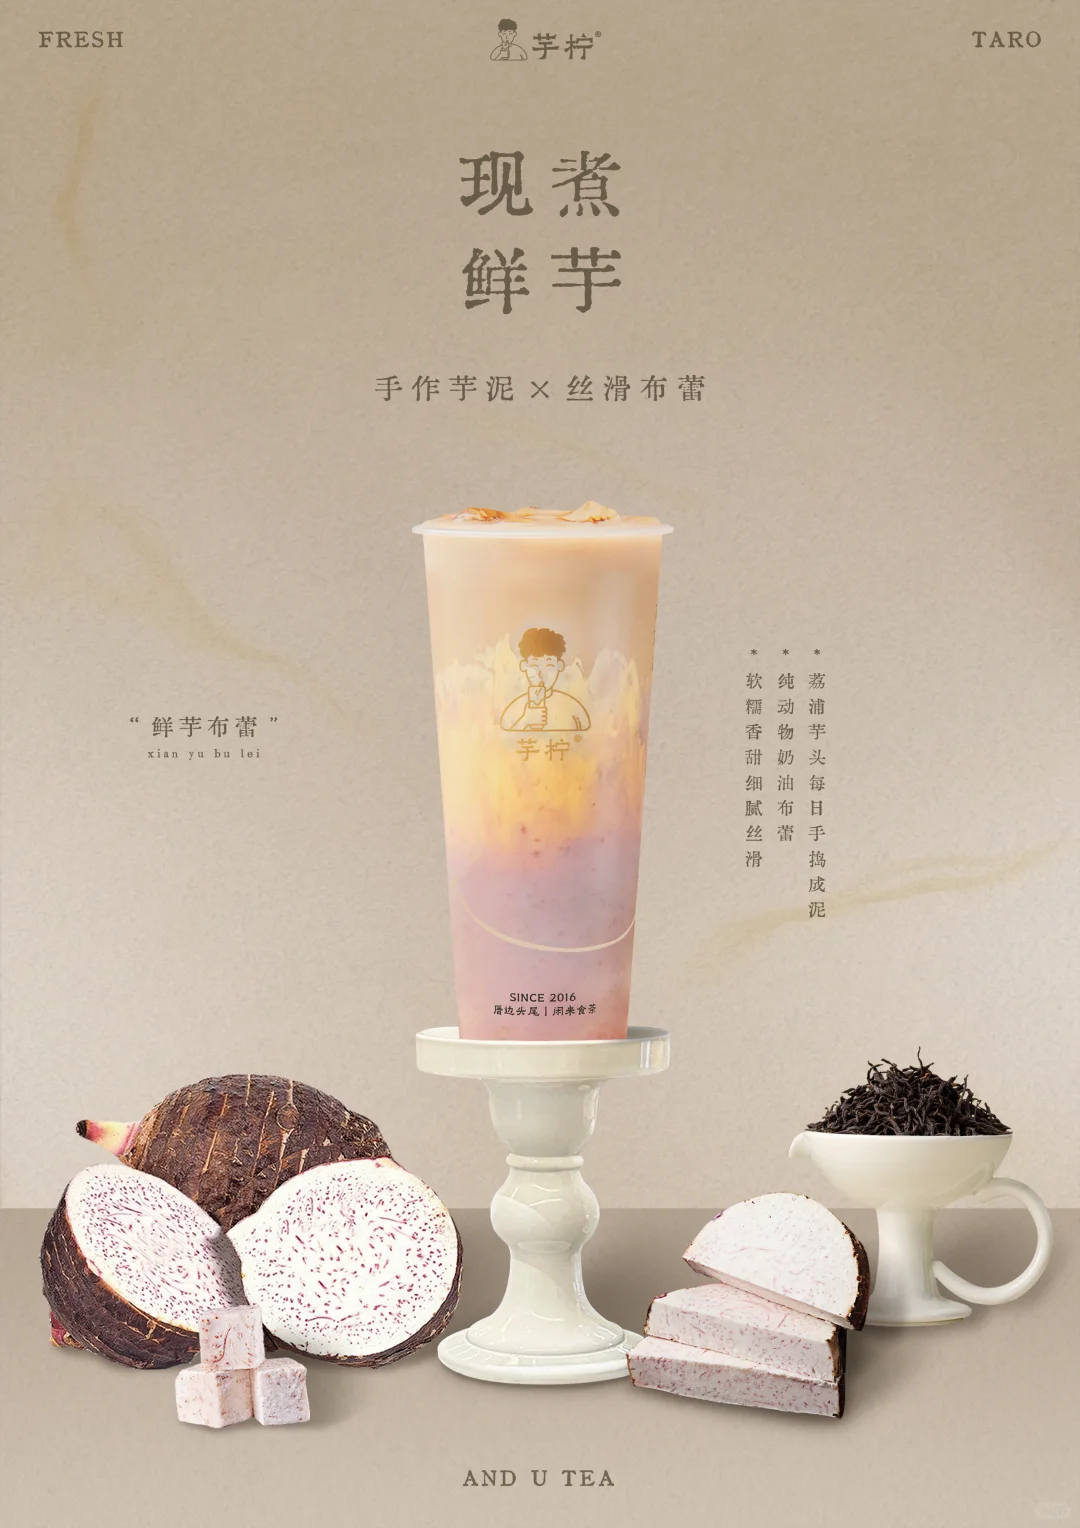 FRESH
芋柠®
TARO
现煮
鲜芋
手作芋泥×丝滑布蕾
芋柠®
“鲜芋布蕾”
xian yu bu lei
*荔浦芋头每日手捣成泥
*纯动物奶油布蕾
*软糯香甜细腻丝滑
SINCE 2016
厝边头尾 | 闲来食茶
AND U TEA